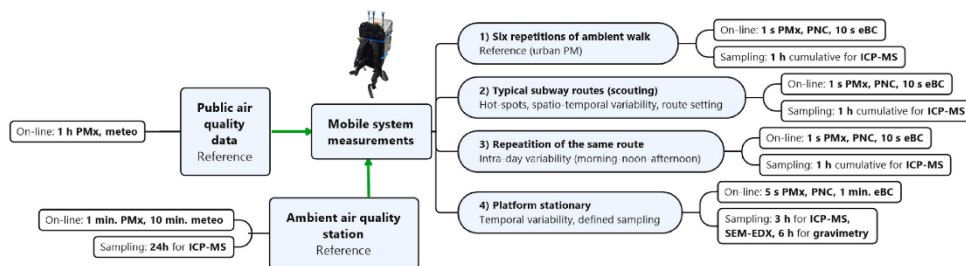 On-line: 1 h PMx, meteo
Public air
quality
data
Reference
On-line: 1 min. PMx, 10 min. meteo
Sampling: 24h for ICP-MS
Ambient air quality
station
Reference
Mobile system
measurements
1) Six repetitions of ambient walk
Reference (urban PM)
On-line: 1 s PMx, PNC, 10 s eBC
Sampling: 1 h cumulative for ICP-MS
2) Typical subway routes (scouting)
Hot-spots, spatio-temporal variability, route setting
On-line: 1 s PMx, PNC, 10 s eBC
Sampling: 1 h cumulative for ICP-MS
3) Repeatition of the same route
Intra-day variability (morning-noon-afternoon)
On-line: 1 s PMx, PNC, 10 s eBC
Sampling: 1 h cumulative for ICP-MS
4) Platform stationary
Temporal variability, defined sampling
On-line: 5 s PMx, PNC, 1 min. eBC
Sampling: 3 h for ICP-MS,
SEM-EDX, 6 h for gravimetry